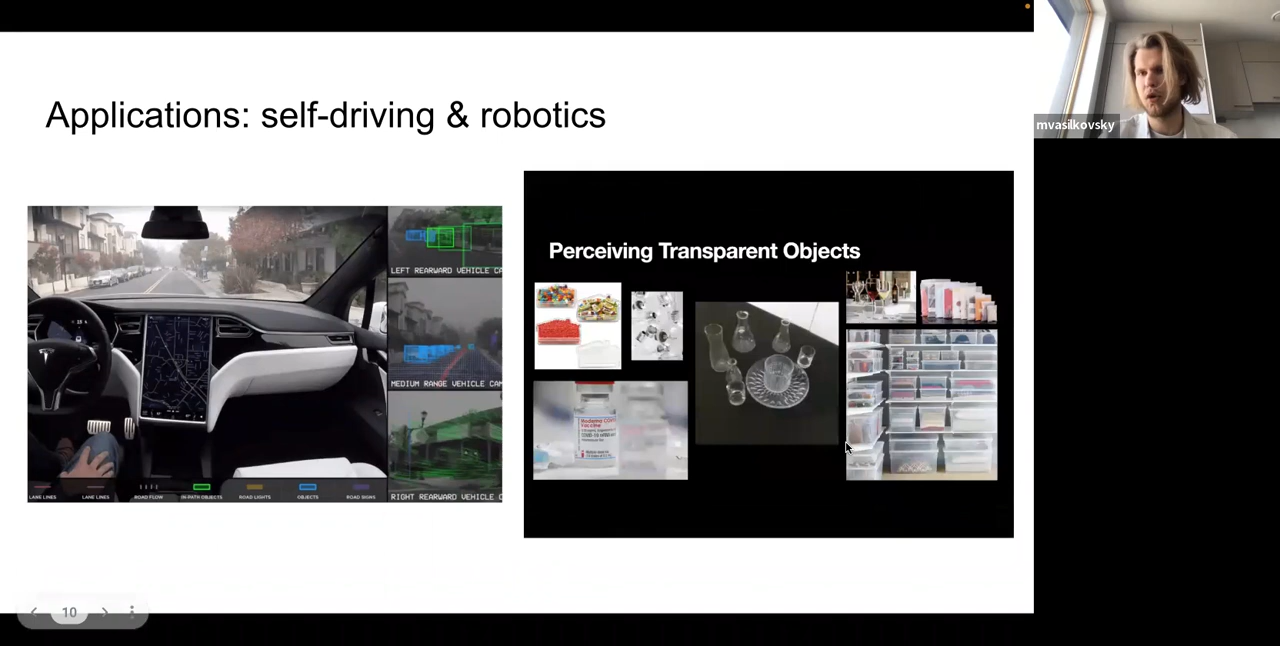 mvasilkovsky
Applications: self-driving & robotics
LEFT REARWARD VEHICLE CA
MEDIUM RANGE VEHICLE CAM
RIGHT REARWARD VEHICLE C
LANE LINES
LANE LINES
ROAD FLOW
IN-PATH OBJECTS
ROAD LIGHTS
OBJECTS
ROAD SIGNS
Perceiving Transparent Objects
Vaccine
10